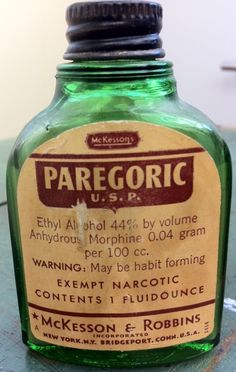 McKesson's
PAREGORIC
U.S.P.
Ethyl Alcohol 44% by volume
Anhydrous Morphine 0.04 gram
per 100 cc.
WARNING: May be habit forming
EXEMPT NARCOTIC
CONTENTS 1 FLUIDOUNCE
McKESSON & ROBBINS
INCORPORATED
NEW YORK, N.Y. BRIDGEPORT, CONN. U.S.A.